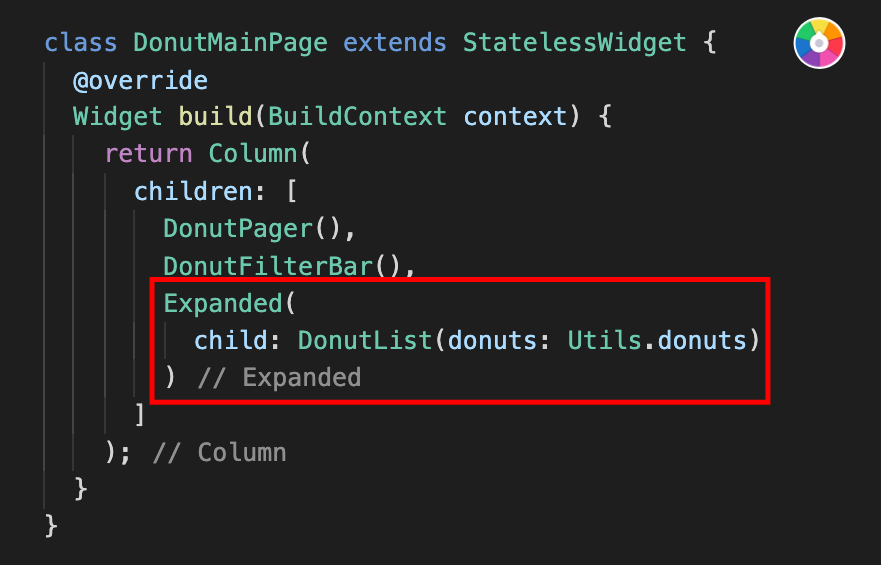 class DonutMainPage extends StatelessWidget {
@override
Widget build(BuildContext context) {
return Column(
children: [
DonutPager(),
DonutFilterBar(),
Expanded(
child: DonutList(donuts: Utils.donuts)
) // Expanded
]
); // Column
}
}